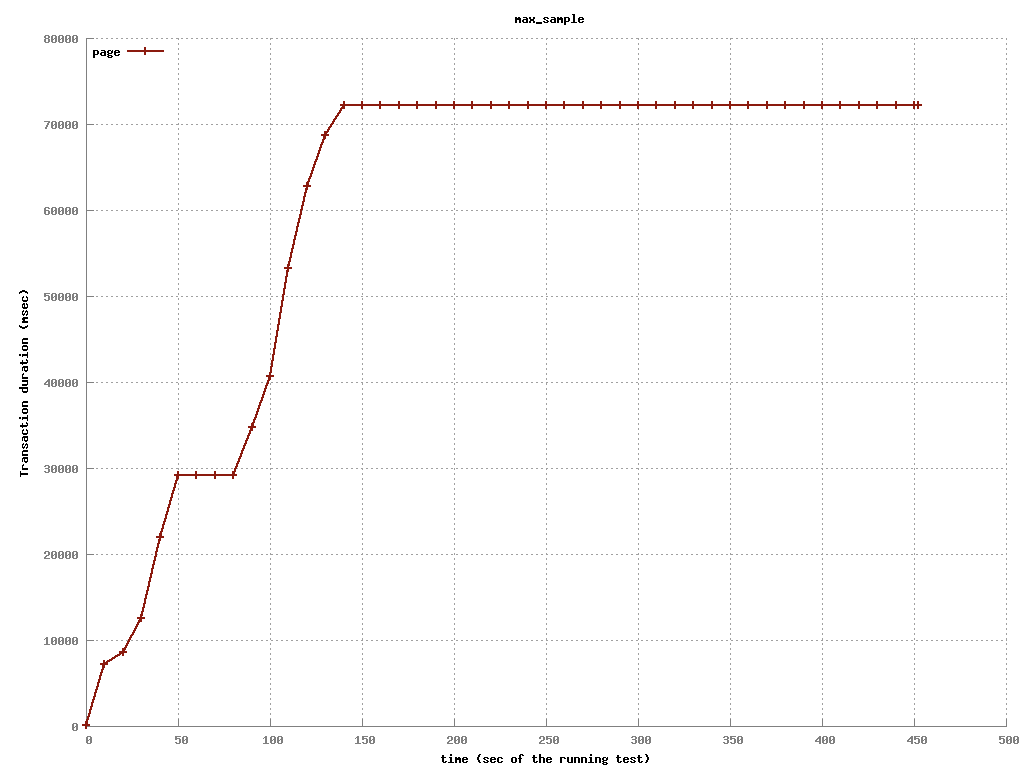 max_sample
80000
page
70000
60000
50000
40000
30000
20000
10000
0
Transaction duration (msec)
0 50 100 150 200 250 300 350 400 450 500
time (sec of the running test)